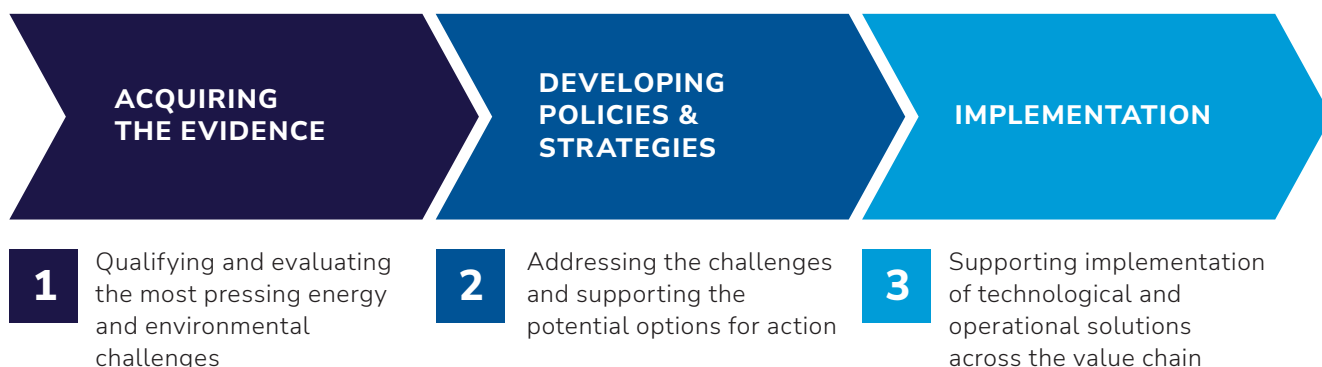 ACQUIRING
THE EVIDENCE
DEVELOPING
POLICIES &
STRATEGIES
IMPLEMENTATION
1
Qualifying and evaluating
the most pressing energy
and environmental
challenges
2
Addressing the challenges
and supporting the
potential options for action
3
Supporting implementation
of technological and
operational solutions
across the value chain